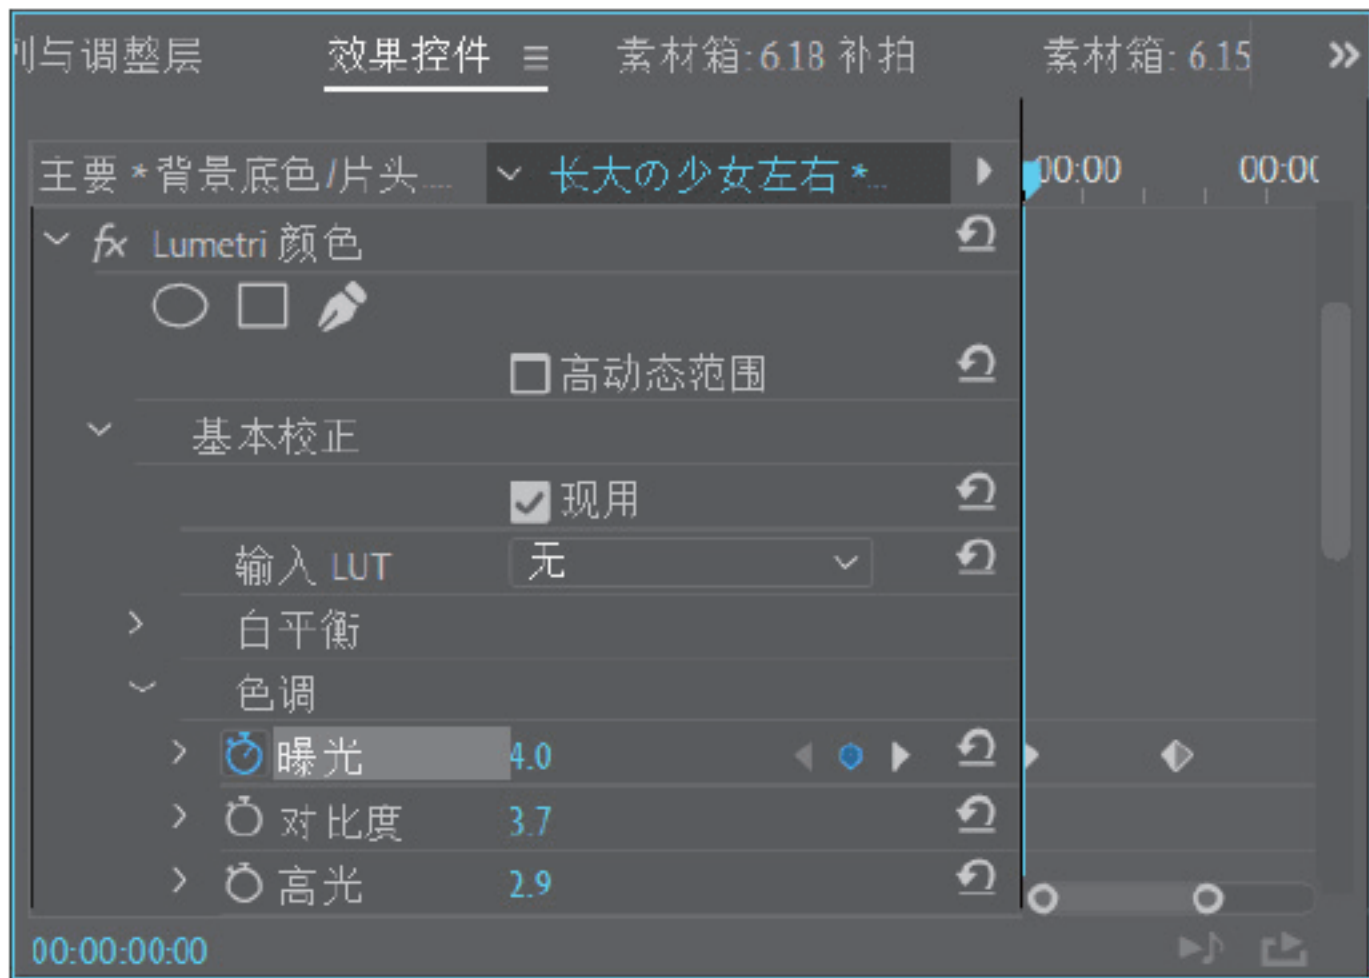 与调整层 效果控件 素材箱: 6.18 补拍 素材箱: 6.15
主要 *背景底色/片头... 长大の少女左右 *... 00:00 00:00
fx Lumetri 颜色
高动态范围
基本校正
现用
输入 LUT 无
白平衡
色调
曝光 4.0
对比度 3.7
高光 2.9
00:00:00:00